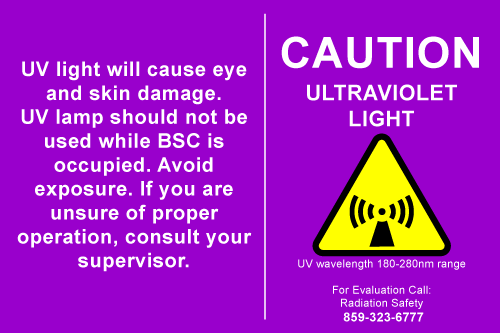 UV light will cause eye
and skin damage.
UV lamp should not be
used while BSC is
occupied. Avoid
exposure. If you are
unsure of proper
operation, consult your
supervisor.
CAUTION
ULTRAVIOLET
LIGHT
UV wavelength 180-280nm range
For Evaluation Call:
Radiation Safety
859-323-6777